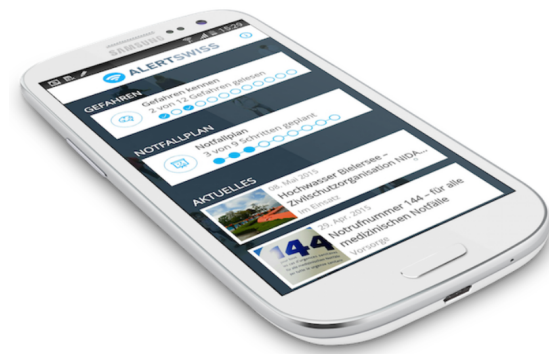 SAMSUNG
15:29
ALERTSWISS
GEFAHREN
Gefahren kennen
2 von 12 Gefahren gelesen
NOTFALLPLAN
Notfallplan
3 von 9 Schritten geplant
AKTUELLES
08. Mai 2015
Hochwasser Bielersee –
Zivilschutzorganisation NIDA...
Im Einsatz
29. Apr. 2015
Notrufnummer 144 – für alle
medizinischen Notfälle
Vorsorge
144